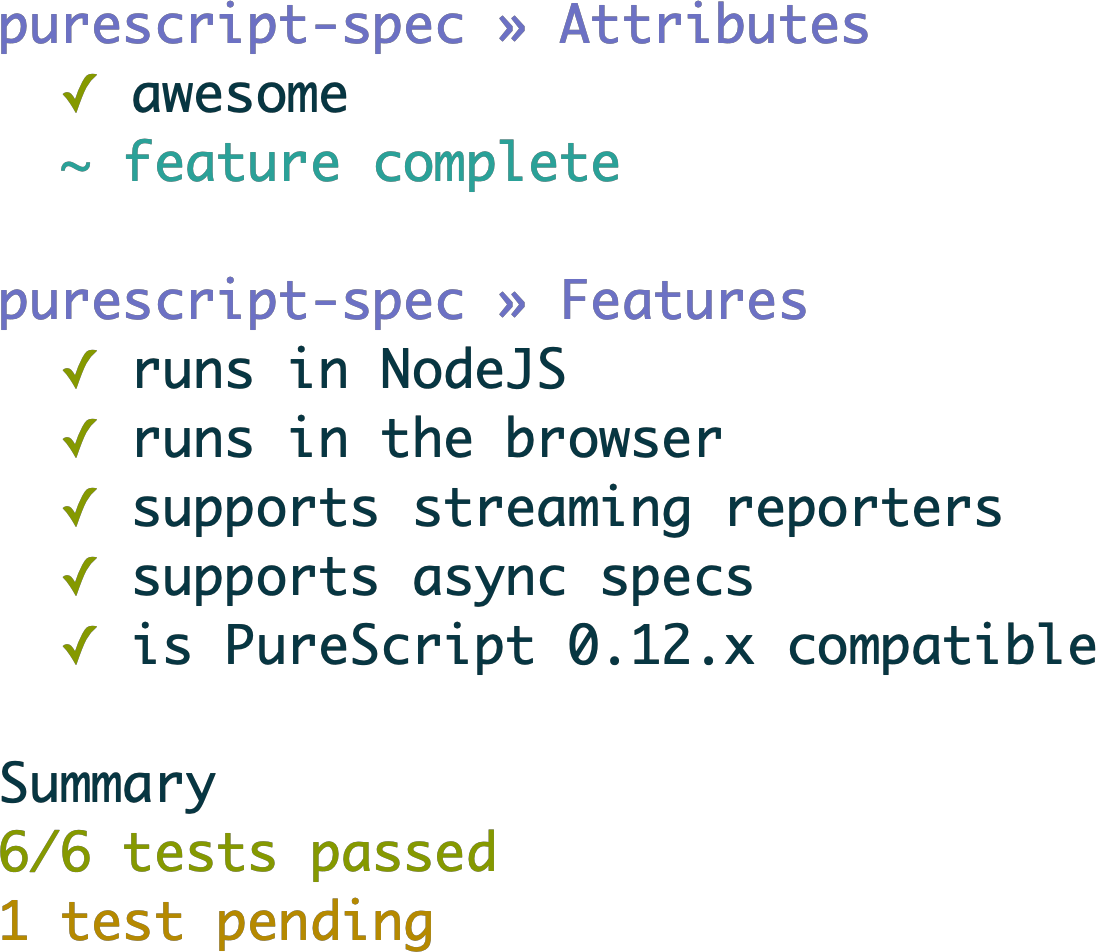 purescript-spec » Attributes
✓ awesome
~ feature complete
purescript-spec » Features
✓ runs in NodeJS
✓ runs in the browser
✓ supports streaming reporters
✓ supports async specs
✓ is PureScript 0.12.x compatible
Summary
6/6 tests passed
1 test pending